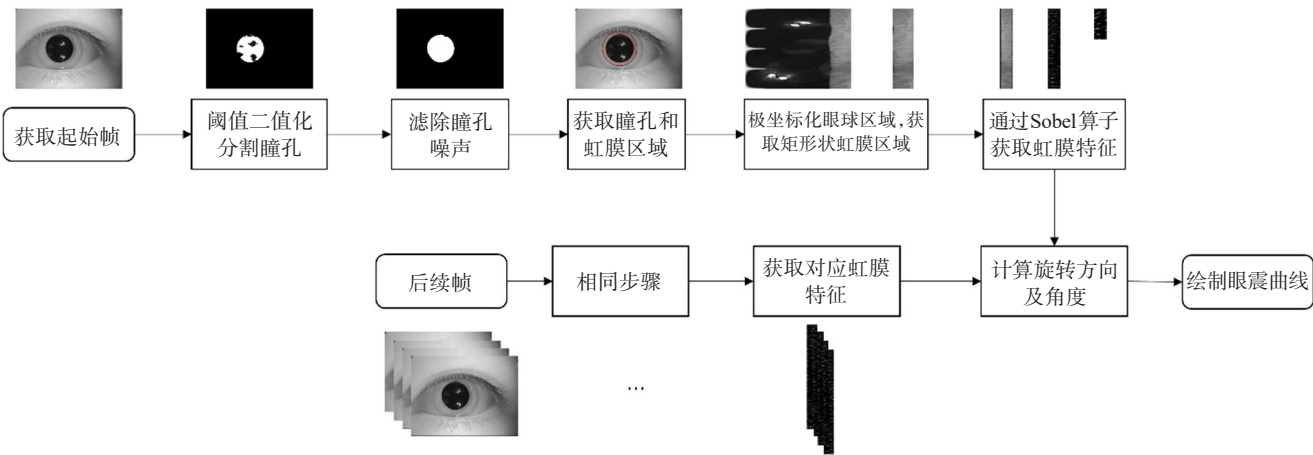 获取起始帧
阈值二值化
分割瞳孔
滤除瞳孔
噪声
获取瞳孔和
虹膜区域
极坐标化眼球区域，获
取矩形状虹膜区域
通过Sobel算子
获取虹膜特征
后续帧
相同步骤
获取对应虹膜
特征
计算旋转方向
及角度
绘制眼震曲线
…